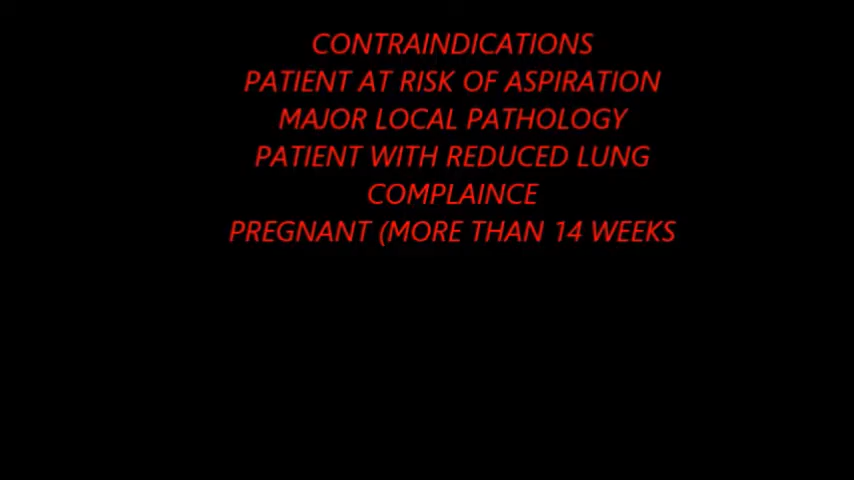 CONTRAINDICATIONS
PATIENT AT RISK OF ASPIRATION
MAJOR LOCAL PATHOLOGY
PATIENT WITH REDUCED LUNG
COMPLAINCE
PREGNANT (MORE THAN 14 WEEKS